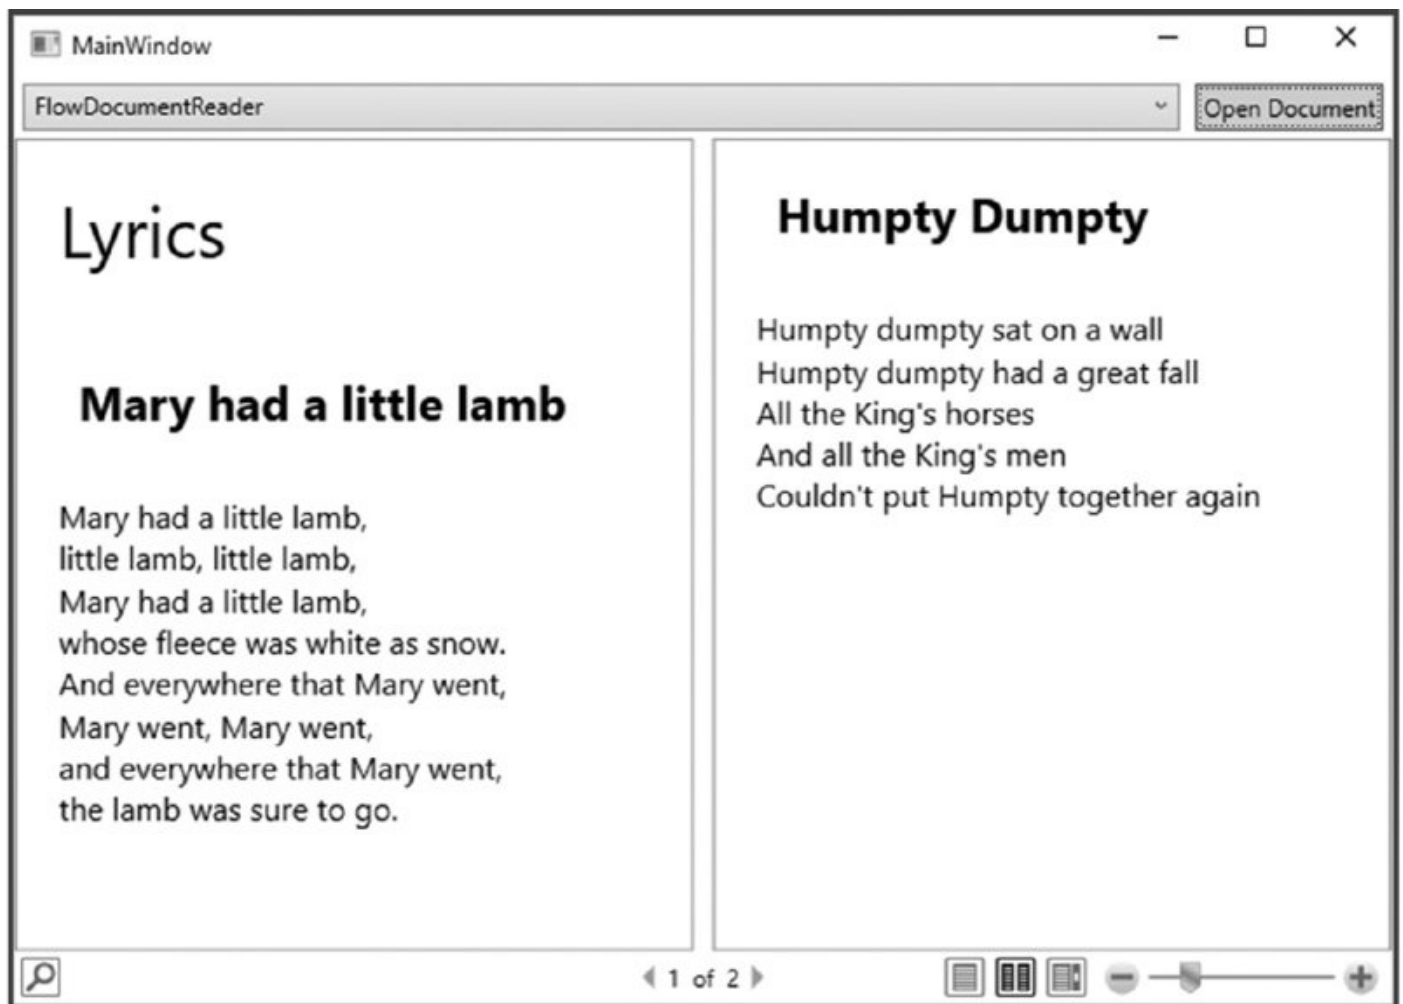 MainWindow
FlowDocumentReader
Open Document
Lyrics
Mary had a little lamb
Mary had a little lamb,
little lamb, little lamb,
Mary had a little lamb,
whose fleece was white as snow.
And everywhere that Mary went,
Mary went, Mary went,
and everywhere that Mary went,
the lamb was sure to go.
Humpty Dumpty
Humpty dumpty sat on a wall
Humpty dumpty had a great fall
All the King's horses
And all the King's men
Couldn't put Humpty together again
1 of 2